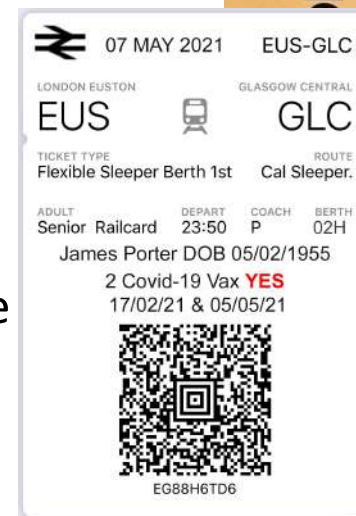 07 MAY 2021 EUS-GLC
LONDON EUSTON GLASGOW CENTRAL
EUS GLC
TICKET TYPE ROUTE
Flexible Sleeper Berth 1st Cal Sleeper.
ADULT DEPART COACH BERTH
Senior Railcard 23:50 P 02H
James Porter DOB 05/02/1955
2 Covid-19 Vax YES
e 17/02/21 & 05/05/21
EG88H6TD6